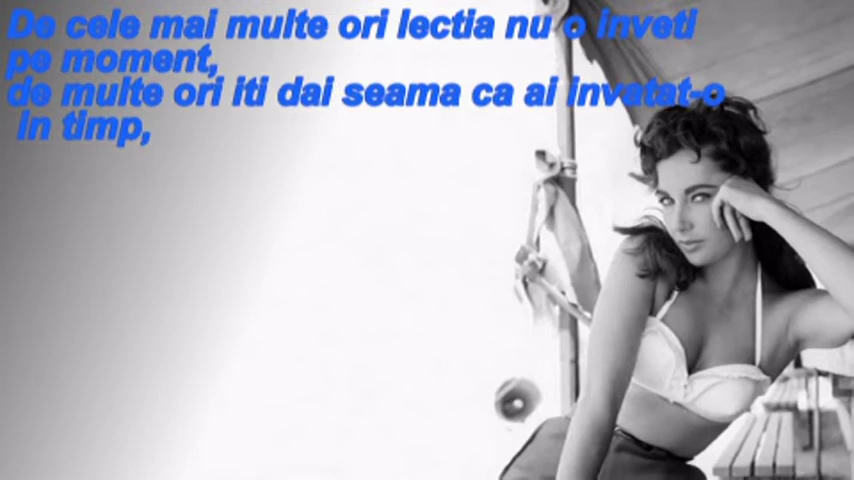 De cele mai multe ori lectia nu o inveti
pe moment,
de multe ori iti dai seama ca ai invatat-o
in timp,